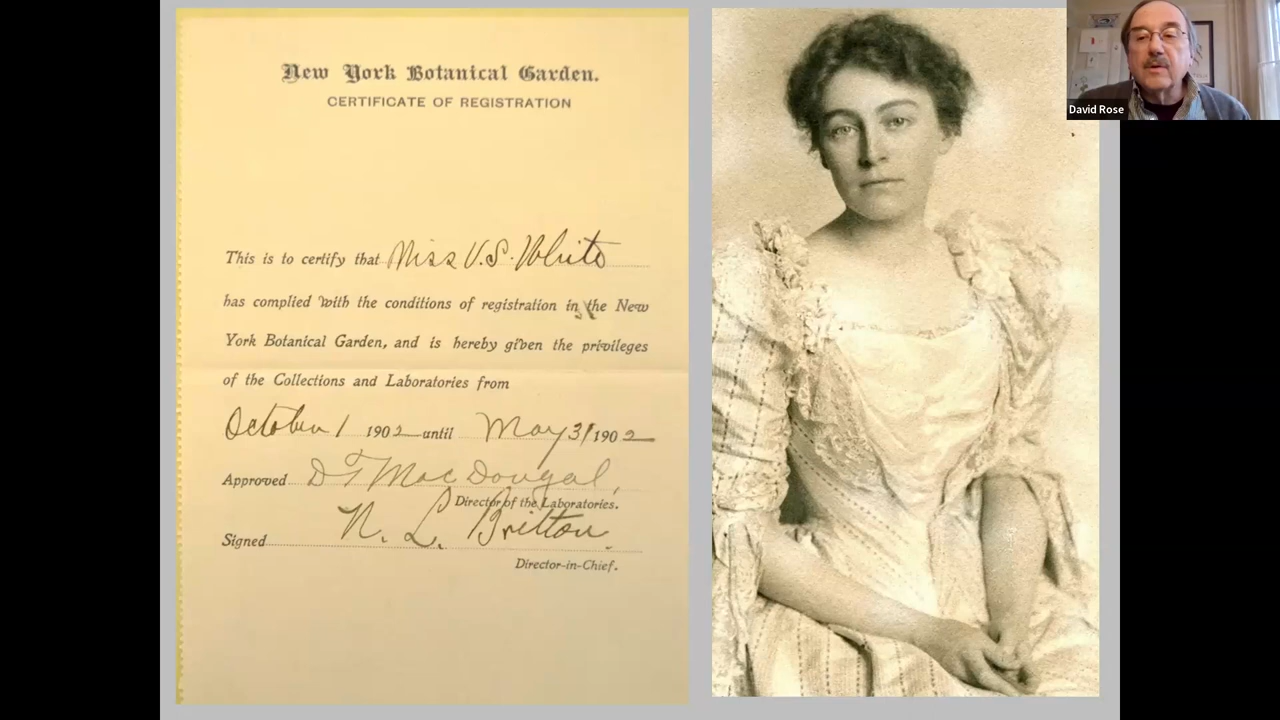 New York Botanical Garden.
CERTIFICATE OF REGISTRATION
This is to certify that Miss V.S. White
has complied with the conditions of registration in the New
York Botanical Garden, and is hereby given the privileges
of the Collections and Laboratories from
October 1 1902 until May 31 1902
Approved D T MacDougal,
Director of the Laboratories.
Signed N. L. Britton.
Director-in-Chief.
David Rose